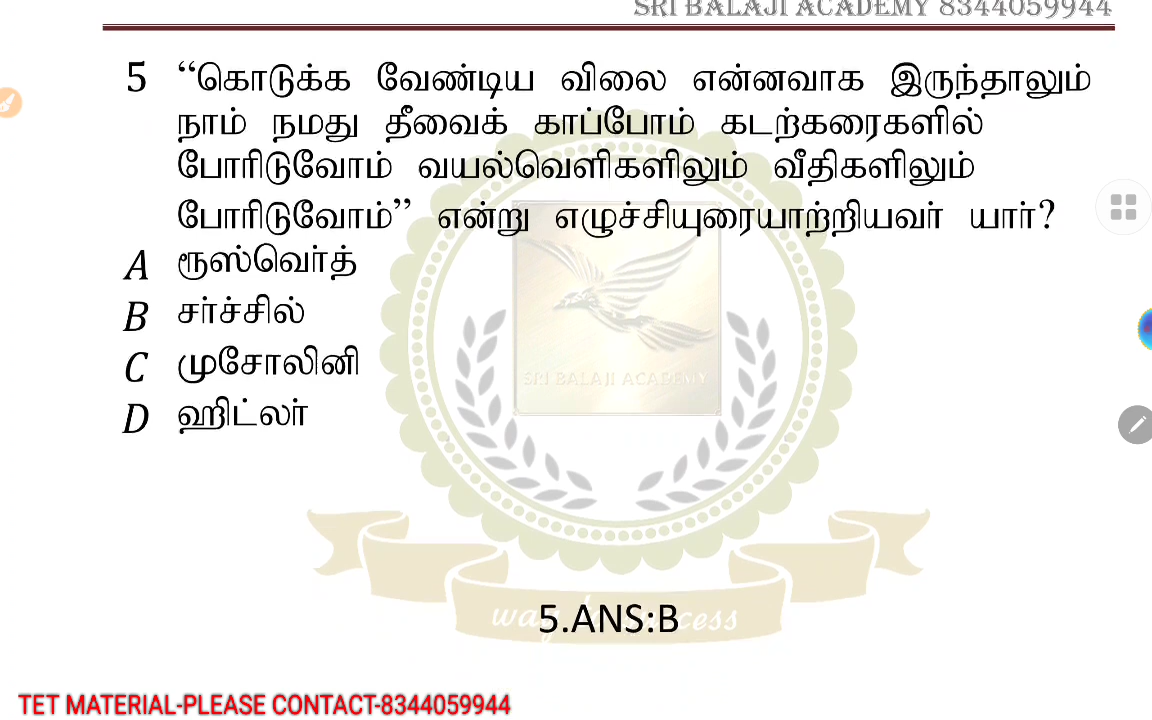 SRI BALAJI ACADEMY 8344059944
5 “கொடுக்க வேண்டிய விலை என்னவாக இருந்தாலும்
நாம் நமது தீவைக் காப்போம் கடற்கரைகளில்
போரிடுவோம் வயல்வெளிகளிலும் வீதிகளிலும்
போரிடுவோம்” என்று எழுச்சியுரையாற்றியவர் யார்?
A ரூஸ்வெர்த்
B சர்ச்சில்
C முசோலினி
D ஹிட்லர்
SRI BALAJI ACADEMY
5.ANS:B
TET MATERIAL-PLEASE CONTACT-8344059944